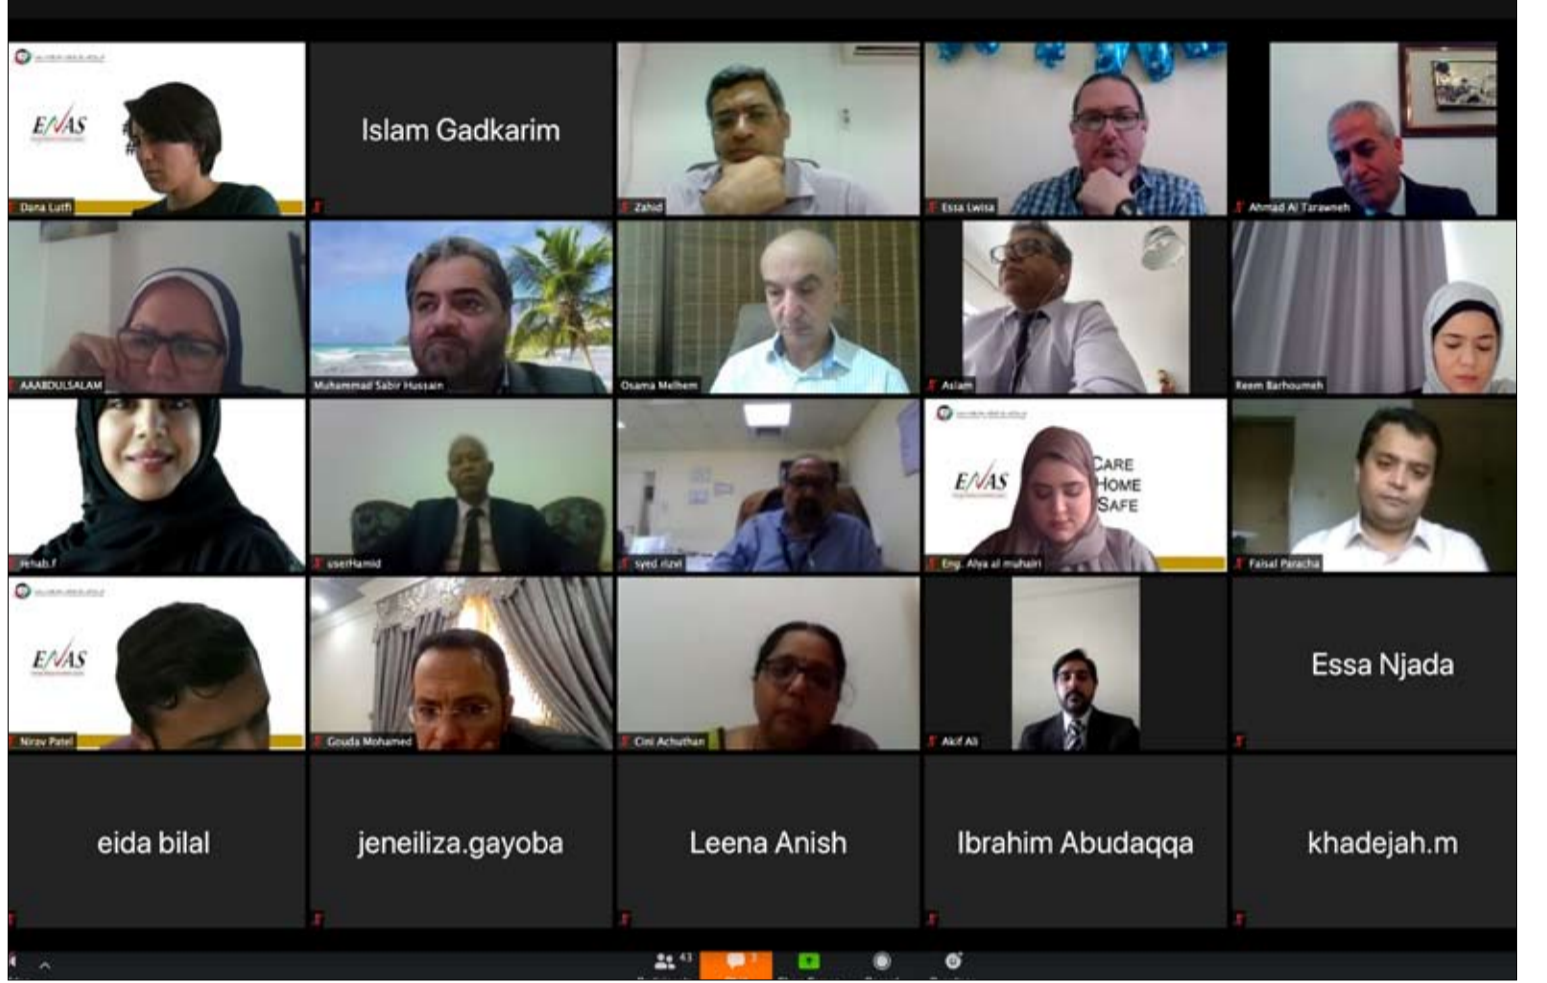 ENAS
Dana Lutfi
Islam Gadkarim
Zahid
Essa Lwisa
Ahmad Al Tarawneh
AAABDULSALAM
Muhammad Sabir Hussain
Osama Melhem
Aslam
Reem Barhoumeh
rehab.f
userHamid
syed rizvi
ENAS
CARE
HOME
SAFE
Eng. Alya al muhairi
Faisal Paracha
ENAS
Nirav Patel
Gouda Mohamed
Cini Achuthan
Akif Ali
Essa Njada
eida bilal
jeneiliza.gayoba
Leena Anish
Ibrahim Abudaqqa
khadejah.m
43
3